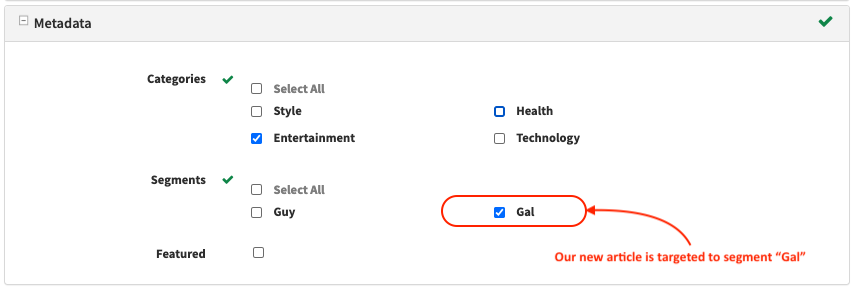 Metadata
Categories
Select All
Style
Health
Entertainment
Technology
Segments
Select All
Guy
Gal
Our new article is targeted to segment “Gal”
Featured